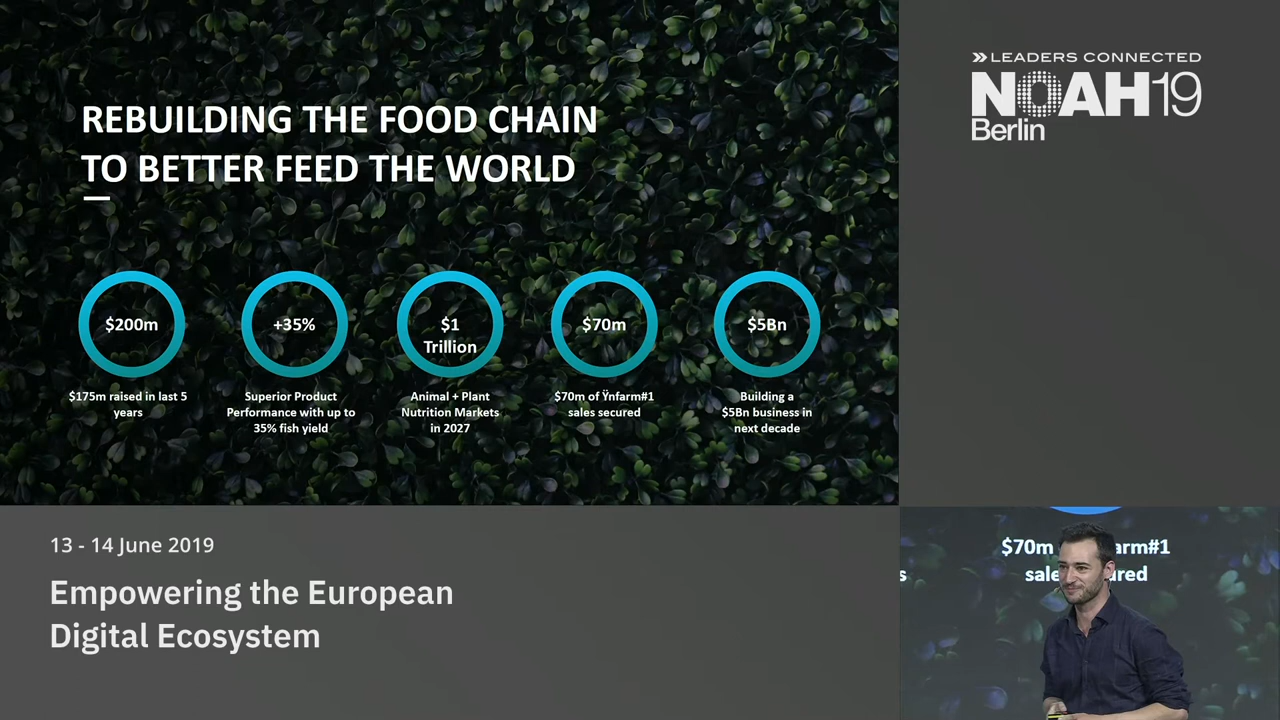 REBUILDING THE FOOD CHAIN
TO BETTER FEED THE WORLD
$200m
$175m raised in last 5
years
+35%
Superior Product
Performance with up to
35% fish yield
$1
Trillion
Animal + Plant
Nutrition Markets
in 2027
$70m
$70m of Ÿnfarm#1
sales secured
$5Bn
Building a
$5Bn business in
next decade
LEADERS CONNECTED
NOAH19
Berlin
13 - 14 June 2019
Empowering the European
Digital Ecosystem
$70m arm#1
s sale ured